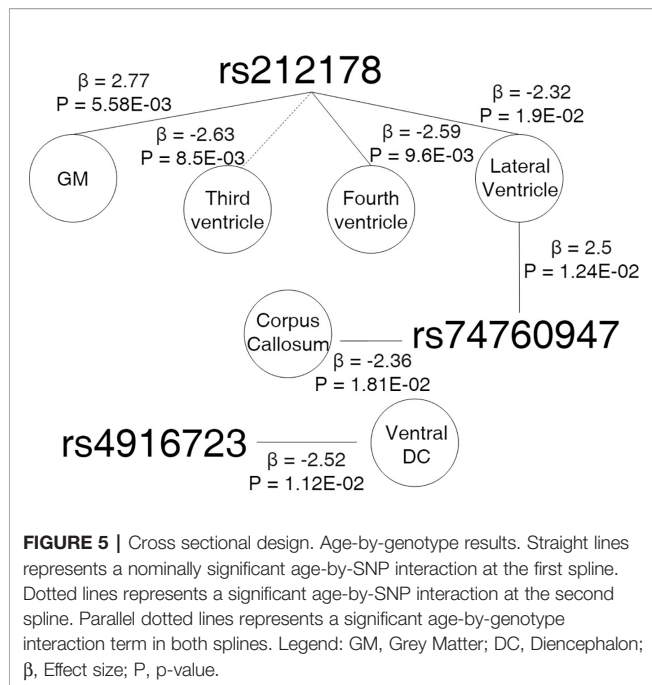 rs212178
β = 2.77
P = 5.58E-03
β = -2.63
P = 8.5E-03
β = -2.59
P = 9.6E-03
β = -2.32
P = 1.9E-02
GM
Third
ventricle
Fourth
ventricle
Lateral
Ventricle
β = 2.5
P = 1.24E-02
Corpus
Callosum
rs74760947
β = -2.36
P = 1.81E-02
rs4916723
Ventral
DC
β = -2.52
P = 1.12E-02
FIGURE 5 | Cross sectional design. Age-by-genotype results. Straight lines
represents a nominally significant age-by-SNP interaction at the first spline.
Dotted lines represents a significant age-by-SNP interaction at the second
spline. Parallel dotted lines represents a significant age-by-genotype
interaction term in both splines. Legend: GM, Grey Matter; DC, Diencephalon;
β, Effect size; P, p-value.